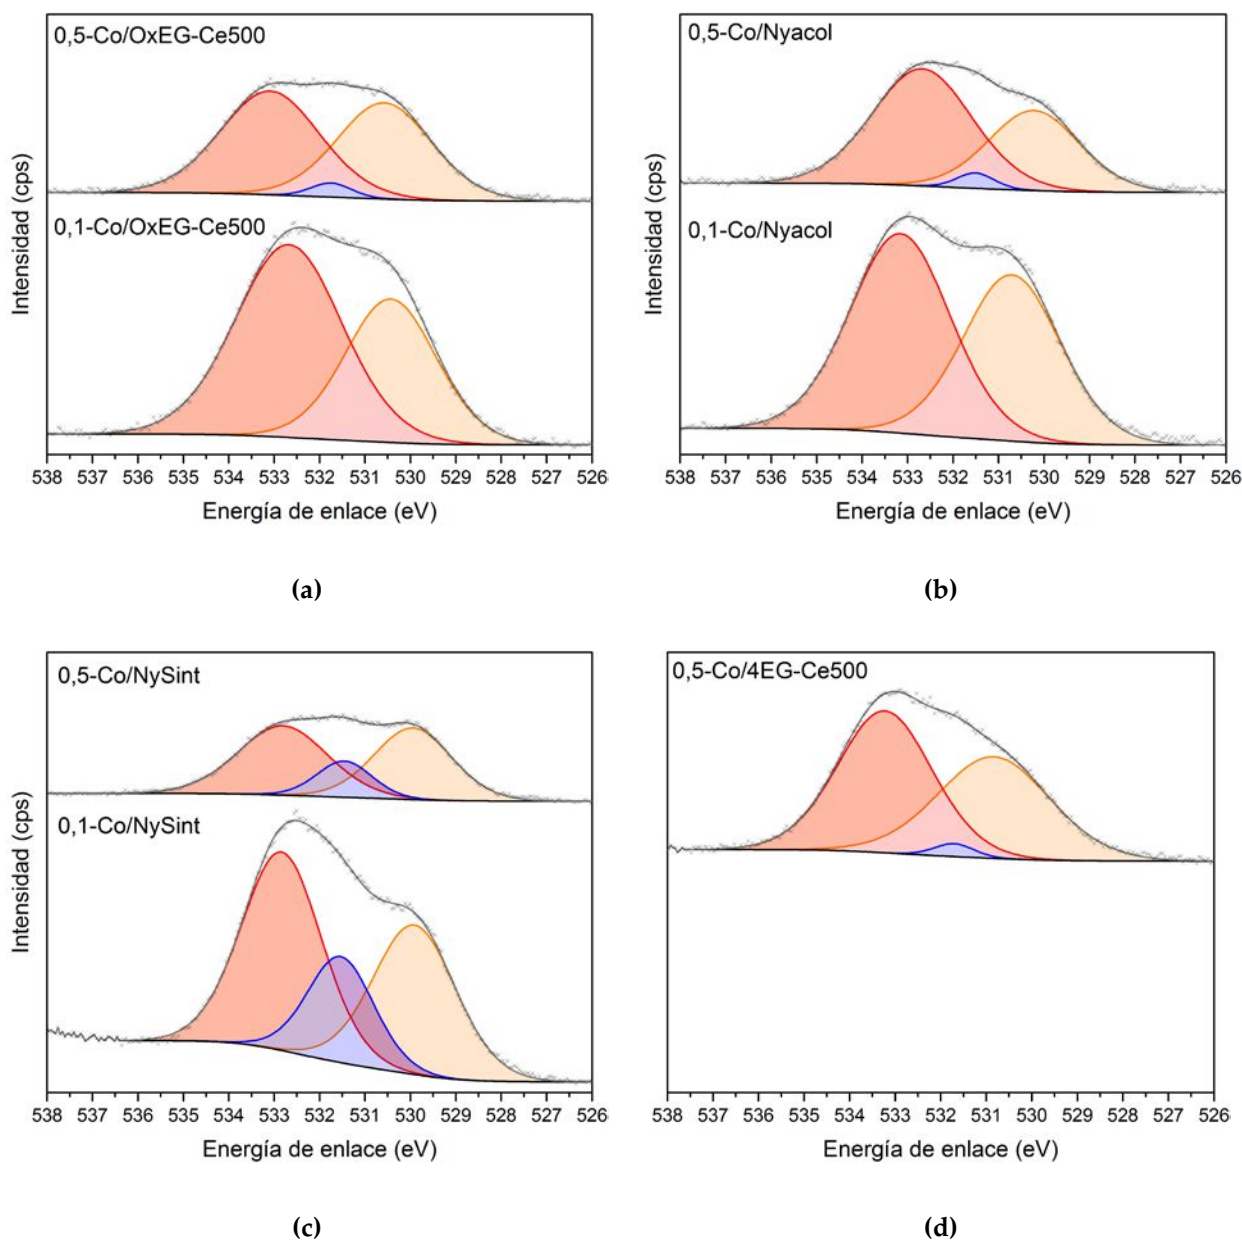 0,5-Co/OxEG-Ce500
0,1-Co/OxEG-Ce500
Intensidad (cps)
538 537 536 535 534 533 532 531 530 529 528 527 526
Energía de enlace (eV)
(a)
0,5-Co/Nyacol
0,1-Co/Nyacol
Intensidad (cps)
538 537 536 535 534 533 532 531 530 529 528 527 526
Energía de enlace (eV)
(b)
0,5-Co/NySint
0,1-Co/NySint
Intensidad (cps)
538 537 536 535 534 533 532 531 530 529 528 527 526
Energía de enlace (eV)
(c)
0,5-Co/4EG-Ce500
538 537 536 535 534 533 532 531 530 529 528 527 526
Energía de enlace (eV)
(d)